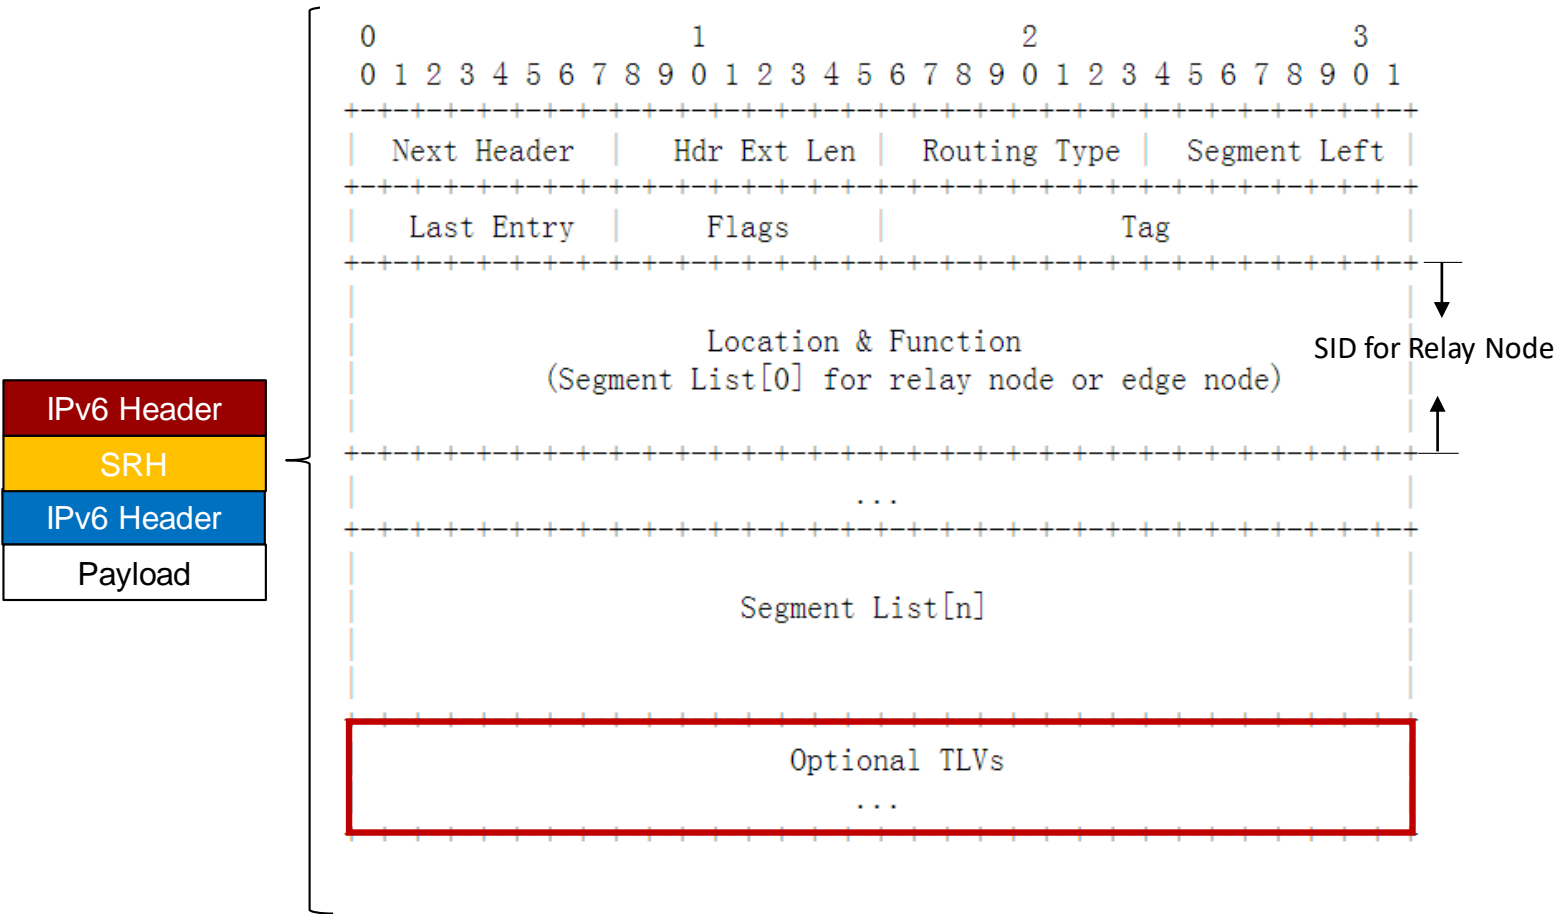 0 1 2 3
0 1 2 3 4 5 6 7 8 9 0 1 2 3 4 5 6 7 8 9 0 1 2 3 4 5 6 7 8 9 0 1
+-+-+-+-+-+-+-+-+-+-+-+-+-+-+-+-+-+-+-+-+-+-+-+-+-+-+-+-+-+-+-+-+
| Next Header | Hdr Ext Len | Routing Type | Segment Left |
+-+-+-+-+-+-+-+-+-+-+-+-+-+-+-+-+-+-+-+-+-+-+-+-+-+-+-+-+-+-+-+-+
| Last Entry | Flags | Tag |
+-+-+-+-+-+-+-+-+-+-+-+-+-+-+-+-+-+-+-+-+-+-+-+-+-+-+-+-+-+-+-+-+
Location & Function
(Segment List[0] for relay node or edge node)
SID for Relay Node
+-+-+-+-+-+-+-+-+-+-+-+-+-+-+-+-+-+-+-+-+-+-+-+-+-+-+-+-+-+-+-+-+
| ... |
+-+-+-+-+-+-+-+-+-+-+-+-+-+-+-+-+-+-+-+-+-+-+-+-+-+-+-+-+-+-+-+-+
Segment List[n]
Optional TLVs
...
IPv6 Header
SRH
IPv6 Header
Payload